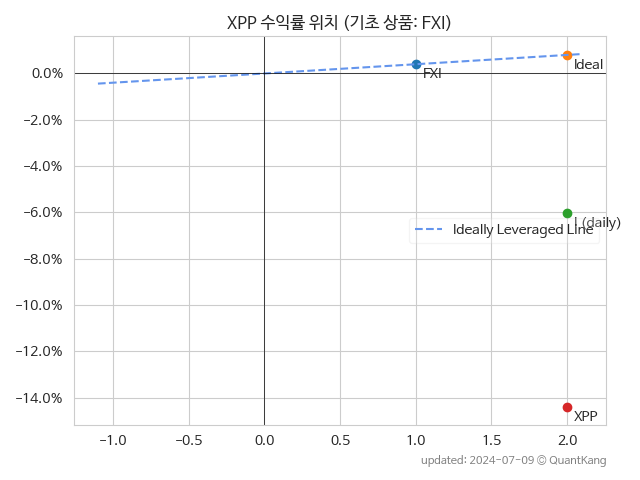 XPP 수익률 위치 (기초 상품: FXI)
0.0%
−2.0%
−4.0%
−6.0%
−8.0%
−10.0%
−12.0%
−14.0%
FXI
Ideal
(daily)
Ideally Leveraged Line
XPP
−1.0 −0.5 0.0 0.5 1.0 1.5 2.0
updated: 2024-07-09 © QuantKang